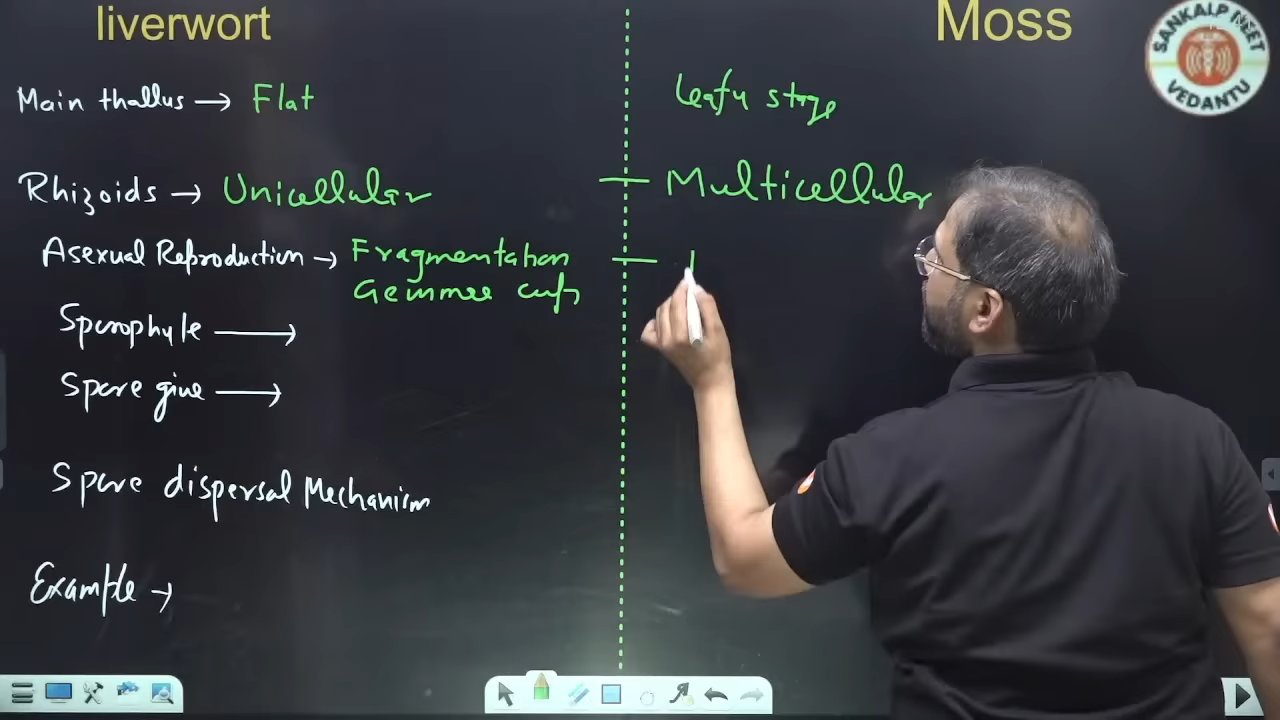 liverwort
Moss
SANKALP NEET
VEDANTU
Main thallus → Flat
Leafy stage
Rhizoids → Unicellular
— Multicellular
Asexual Reproduction → Fragmentation
Gemmae cups
Sporophyte →
Spore give →
Spore dispersal Mechanism
Example →